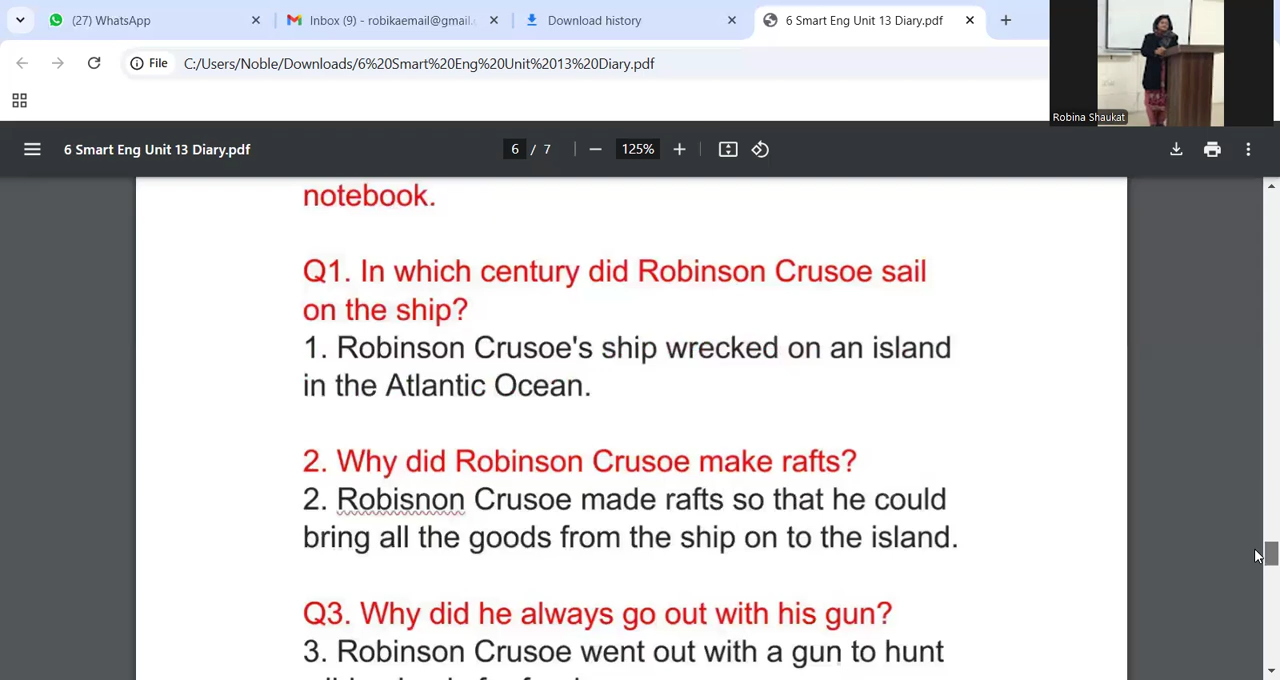 (27) WhatsApp
Inbox (9) - robikaemail@gmail.
Download history
6 Smart Eng Unit 13 Diary.pdf
File
C:/Users/Noble/Downloads/6%20Smart%20Eng%20Unit%2013%20Diary.pdf
Robina Shaukat
6 Smart Eng Unit 13 Diary.pdf
6 / 7
125%
notebook.
Q1. In which century did Robinson Crusoe sail
on the ship?
1. Robinson Crusoe's ship wrecked on an island
in the Atlantic Ocean.
2. Why did Robinson Crusoe make rafts?
2. Robisnon Crusoe made rafts so that he could
bring all the goods from the ship on to the island.
Q3. Why did he always go out with his gun?
3. Robinson Crusoe went out with a gun to hunt